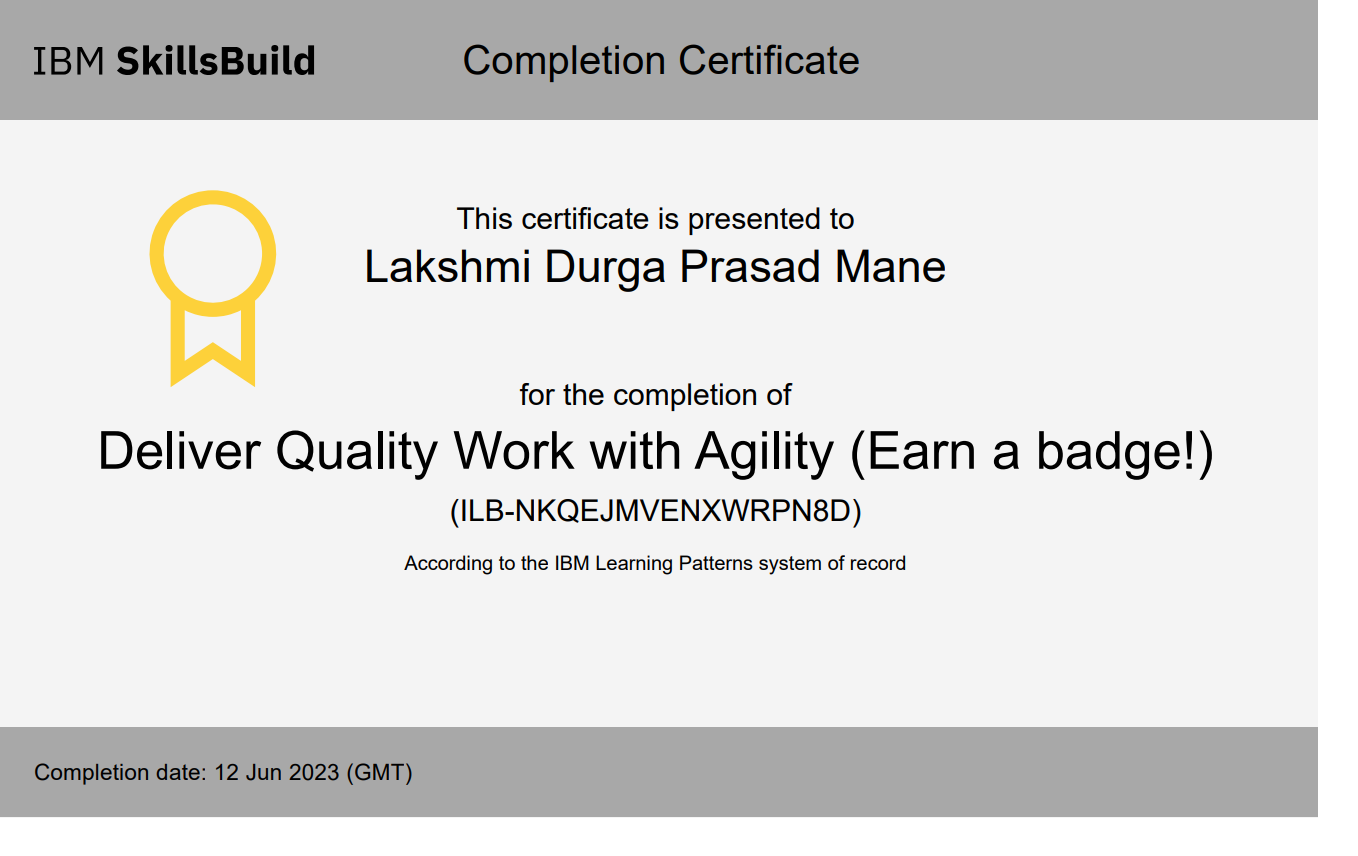 IBM SkillsBuild
Completion Certificate
This certificate is presented to
Lakshmi Durga Prasad Mane
for the completion of
Deliver Quality Work with Agility (Earn a badge!)
(ILB-NKQEJMVENXWRPN8D)
According to the IBM Learning Patterns system of record
Completion date: 12 Jun 2023 (GMT)